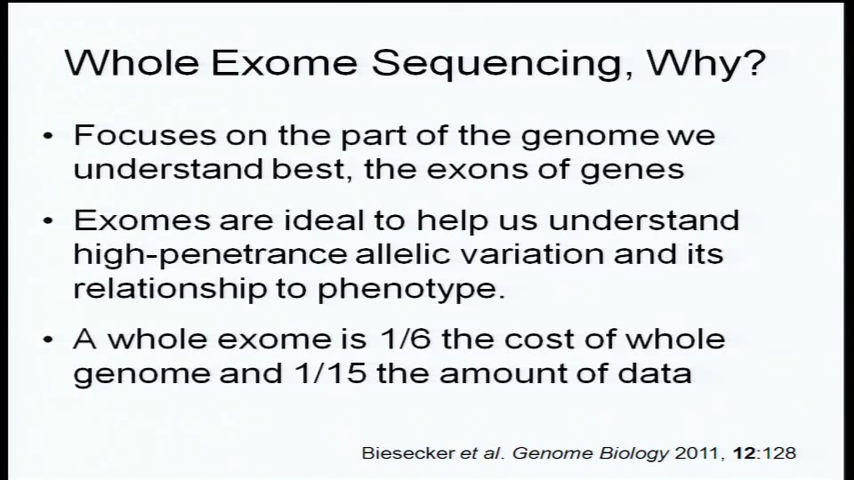 Whole Exome Sequencing, Why?
• Focuses on the part of the genome we
understand best, the exons of genes
• Exomes are ideal to help us understand
high-penetrance allelic variation and its
relationship to phenotype.
• A whole exome is 1/6 the cost of whole
genome and 1/15 the amount of data
Biesecker et al. Genome Biology 2011, 12:128